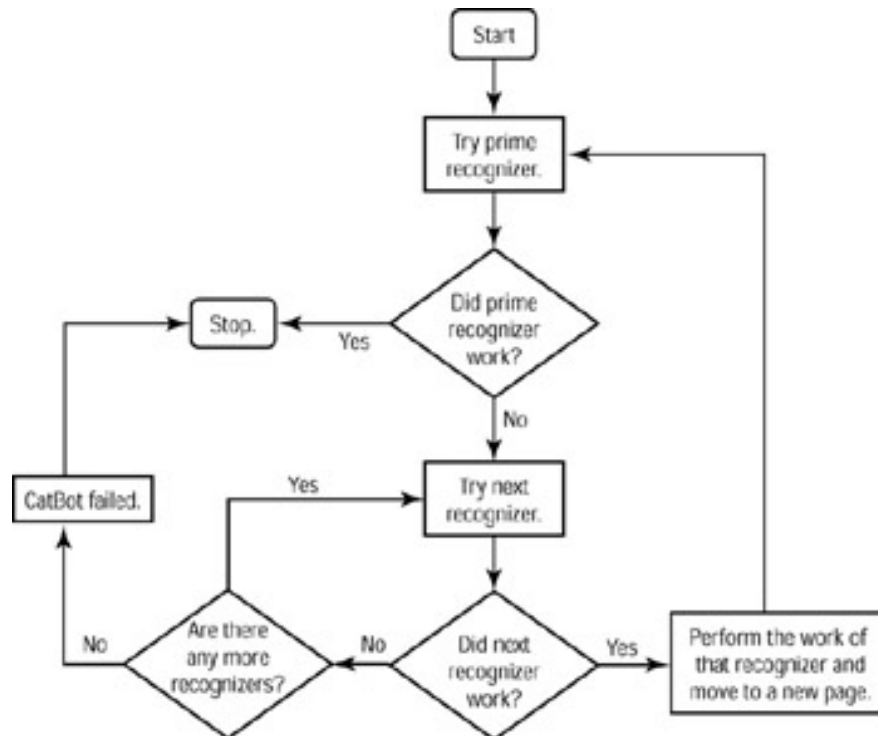 Start
Try prime
recognizer.
Did prime
recognizer
work?
Yes
Stop.
No
Try next
recognizer.
Yes
CatBot failed.
Did next
recognizer
work?
No
Yes
Are there
any more
recognizers?
No
Perform the work of
that recognizer and
move to a new page.